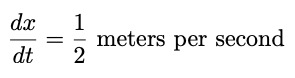 dx/dt = 1/2 meters per second